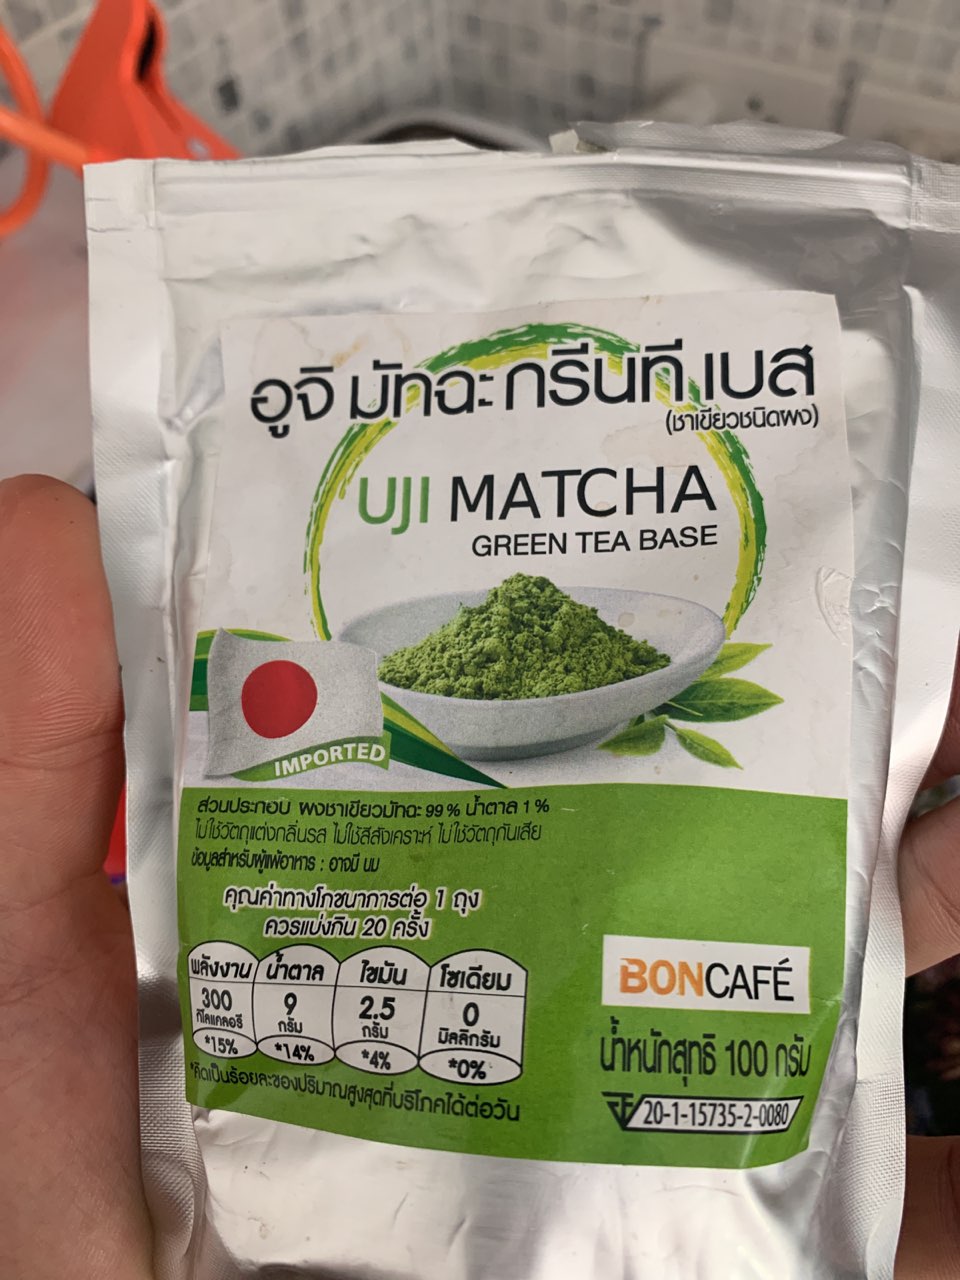 อูจิ มัทฉะ กรีนที เบส
(ชาเขียวชนิดผง)
UJI MATCHA
GREEN TEA BASE
IMPORTED
ส่วนประกอบ ผงชาเขียวมัทฉะ 99 % น้ำตาล 1 %
ไม่ใช้วัตถุแต่งกลิ่นรส ไม่ใช้สีสังเคราะห์ ไม่ใช้วัตถุกันเสีย
ข้อมูลสำหรับผู้แพ้อาหาร : อาจมี นม
คุณค่าทางโภชนาการต่อ 1 ถุง
ควรแบ่งกิน 20 ครั้ง
พลังงาน น้ำตาล ไขมัน โซเดียม
300 9 2.5 0
กิโลแคลอรี กรัม กรัม มิลลิกรัม
*15% *14% *4% *0%
*คิดเป็นร้อยละของปริมาณสูงสุดที่บริโภคได้ต่อวัน
BONCAFÉ
น้ำหนักสุทธิ 100 กรัม
20-1-15735-2-0080